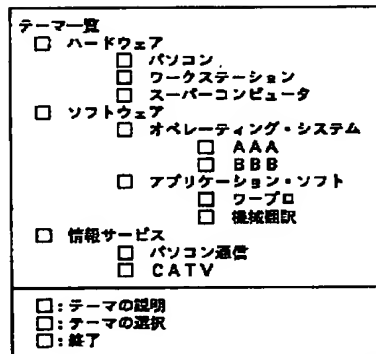 テーマ一覧
□ ハードウェア
□ パソコン
□ ワークステーション
□ スーパーコンピュータ
□ ソフトウェア
□ オペレーティング・システム
□ AAA
□ BBB
□ アプリケーション・ソフト
□ ワープロ
□ 機械翻訳
□ 情報サービス
□ パソコン通信
□ CATV
□:テーマの説明
□:テーマの選択
□:終了